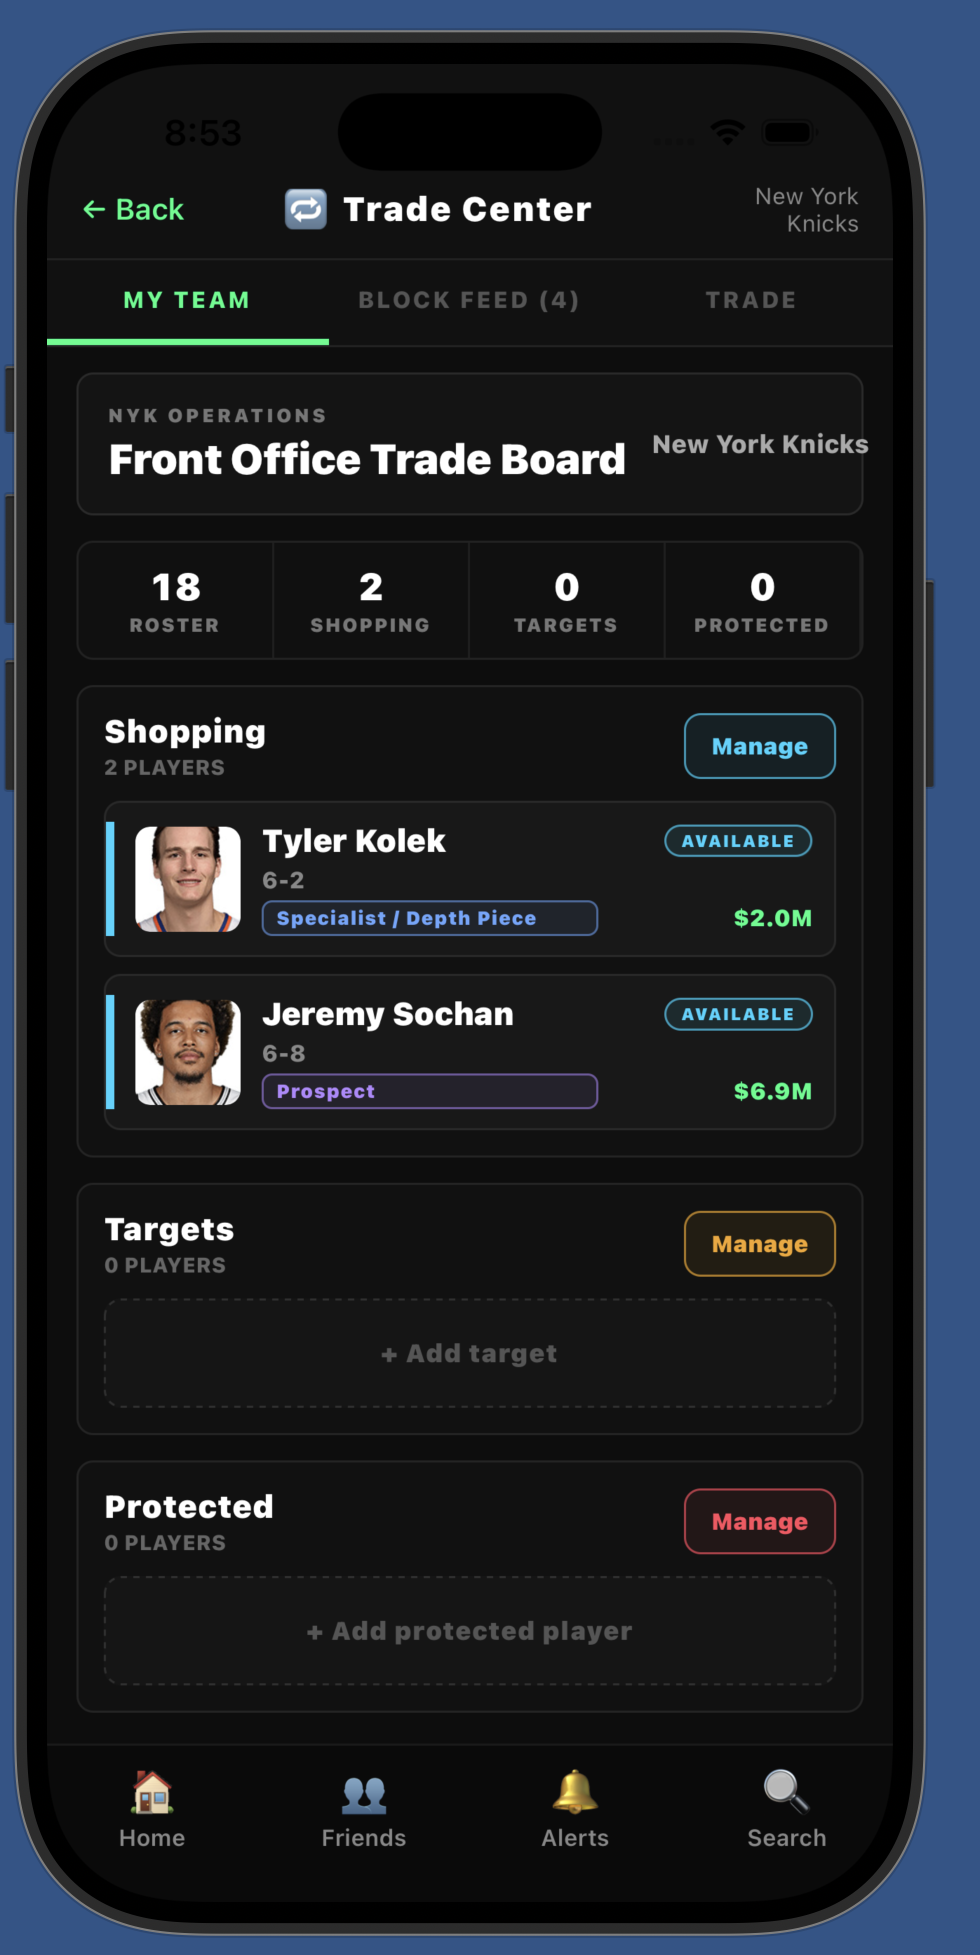 8:53
← Back
Trade Center
New York
Knicks
MY TEAM
BLOCK FEED (4)
TRADE
NYK OPERATIONS
Front Office Trade Board
New York Knicks
18
ROSTER
2
SHOPPING
0
TARGETS
0
PROTECTED
Shopping
2 PLAYERS
Manage
Tyler Kolek
AVAILABLE
6-2
Specialist / Depth Piece
$2.0M
Jeremy Sochan
AVAILABLE
6-8
Prospect
$6.9M
Targets
0 PLAYERS
Manage
+ Add target
Protected
0 PLAYERS
Manage
+ Add protected player
Home
Friends
Alerts
Search